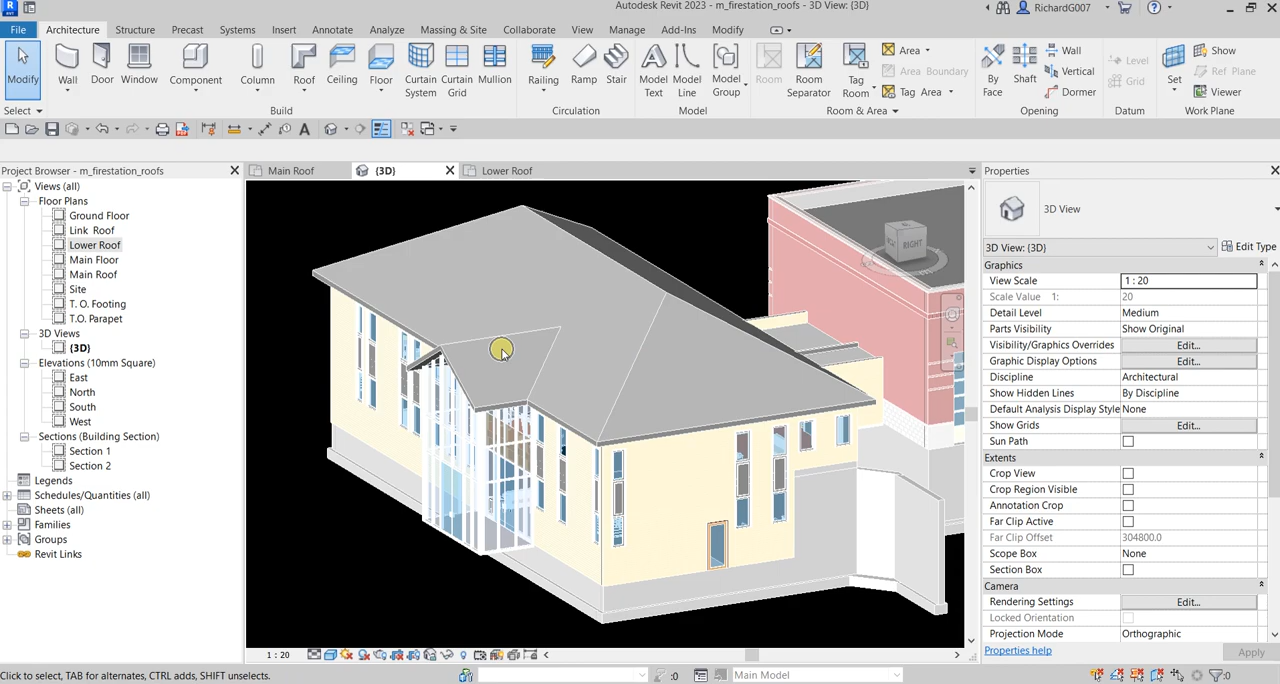 Autodesk Revit 2023 - m_firestation_roofs - 3D View: {3D}
RichardG007
File Architecture Structure Precast Systems Insert Annotate Analyze Massing & Site Collaborate View Manage Add-Ins Modify
Modify Wall Door Window Component Column Roof Ceiling Floor Curtain System Curtain Grid Mullion Railing Ramp Stair Model Text Model Line Model Group Room Room Separator Tag Room Area Area Boundary Tag Area By Face Shaft Wall Vertical Dormer Level Grid Set Show Ref Plane Viewer
Select Build Circulation Model Room & Area Opening Datum Work Plane
Project Browser - m_firestation_roofs
Main Roof {3D} Lower Roof
Views (all)
Floor Plans
Ground Floor
Link Roof
Lower Roof
Main Floor
Main Roof
Site
T. O. Footing
T.O. Parapet
3D Views
{3D}
Elevations (10mm Square)
East
North
South
West
Sections (Building Section)
Section 1
Section 2
Legends
Schedules/Quantities (all)
Sheets (all)
Families
Groups
Revit Links
RIGHT
Properties
3D View
3D View: {3D} Edit Type
Graphics
View Scale 1 : 20
Scale Value 1: 20
Detail Level Medium
Parts Visibility Show Original
Visibility/Graphics Overrides Edit...
Graphic Display Options Edit...
Discipline Architectural
Show Hidden Lines By Discipline
Default Analysis Display Style None
Show Grids Edit...
Sun Path
Extents
Crop View
Crop Region Visible
Annotation Crop
Far Clip Active
Far Clip Offset 304800.0
Scope Box None
Section Box
Camera
Rendering Settings Edit...
Locked Orientation
Projection Mode Orthographic
Properties help Apply
1 : 20
Click to select, TAB for alternates, CTRL adds, SHIFT unselects. :0 Main Model :0